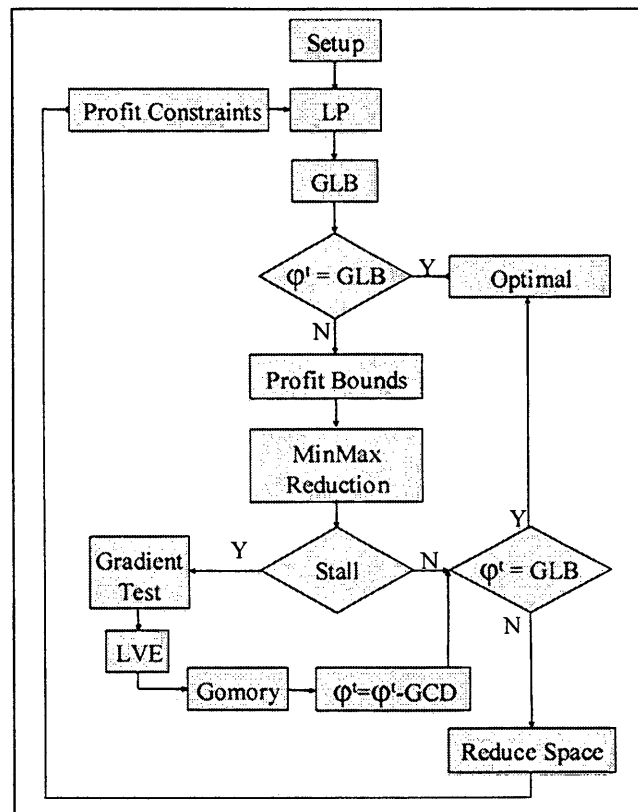 Setup
Profit Constraints
LP
GLB
φᵗ = GLB
Y
Optimal
N
Profit Bounds
MinMax
Reduction
Y
Gradient
Test
Y
Stall
N
φᵗ = GLB
N
LVE
Gomory
φᵗ=φᵗ-GCD
Reduce Space